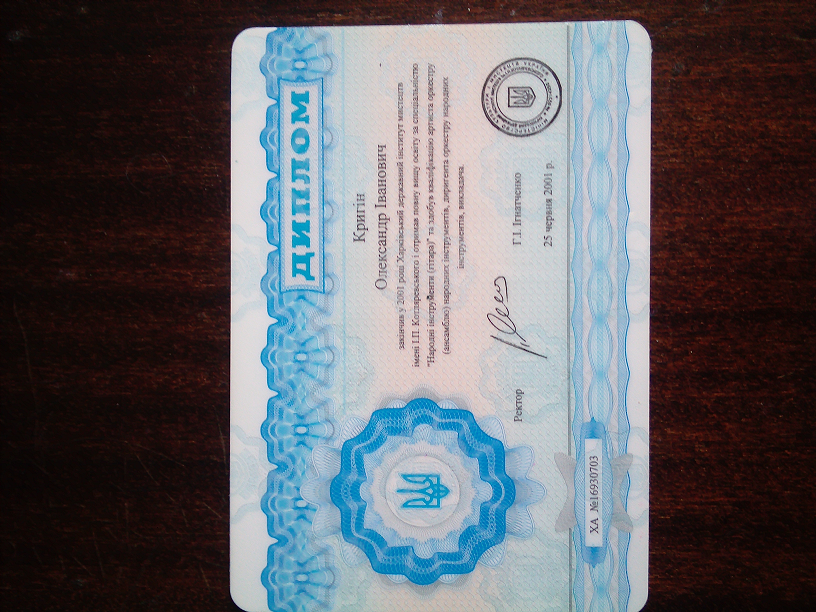 ДИПЛОМ
Кригін
Олександр Іванович
закінчив у 2001 році Харківський державний інститут мистецтв
імені І.П. Котляревського і отримав повну вищу освіту за спеціальністю
"Народні інструменти (гітара)" та здобув кваліфікацію артиста оркестру
(ансамблю) народних інструментів, диригента оркестру народних
інструментів, викладача.
Ректор Г.І. Ігнатченко
25 червня 2001 р.
ХА №16930703